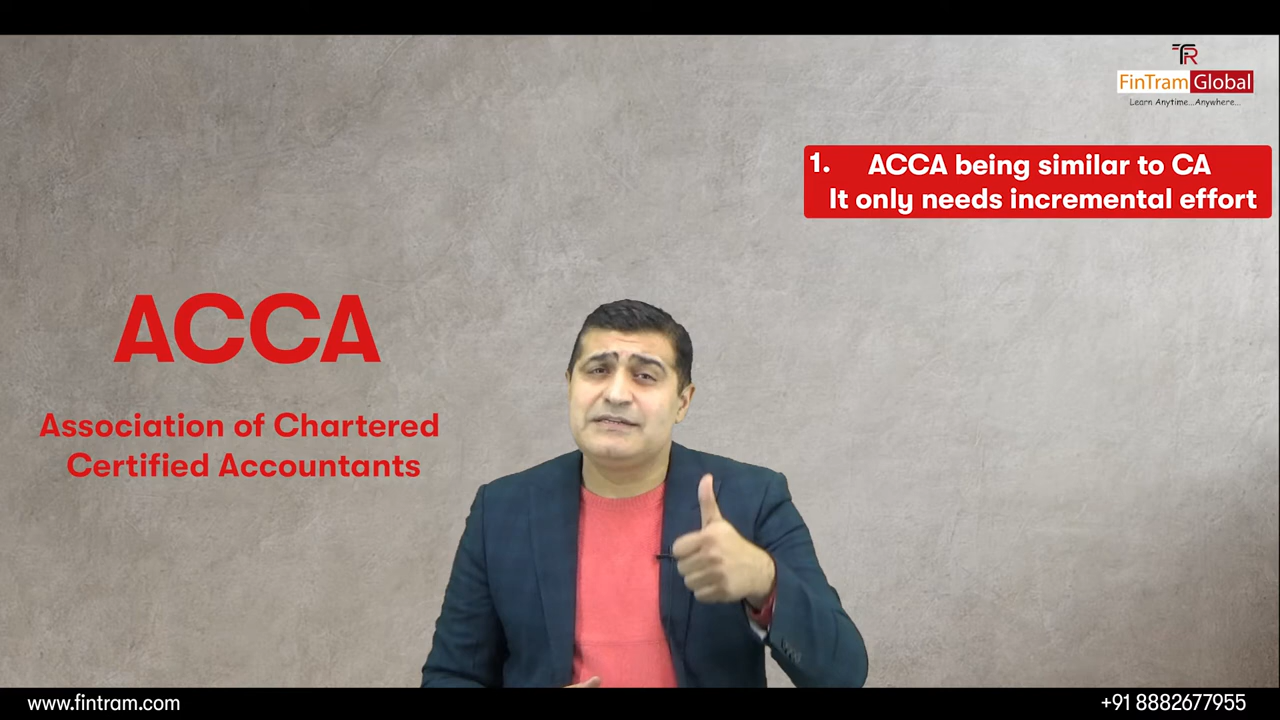 FR
FinTram Global
Learn Anytime...Anywhere...
1. ACCA being similar to CA
It only needs incremental effort
ACCA
Association of Chartered
Certified Accountants
www.fintram.com
+91 8882677955